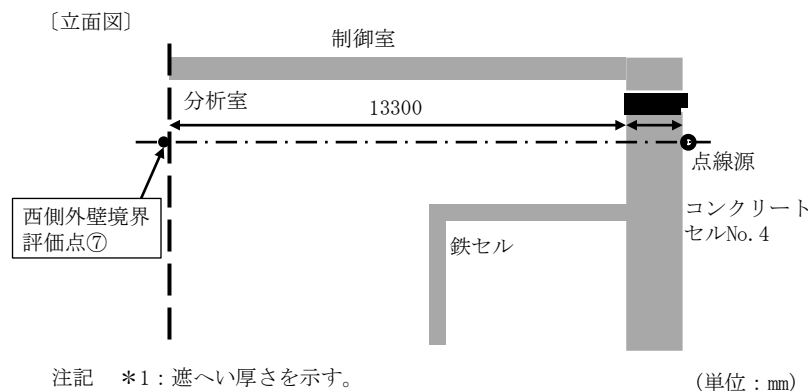 〔立面図〕
制御室
分析室
13300
点線源
西側外壁境界
評価点⑦
鉄セル
コンクリート
セルNo.4
注記 *1:遮へい厚さを示す。
(単位:mm)